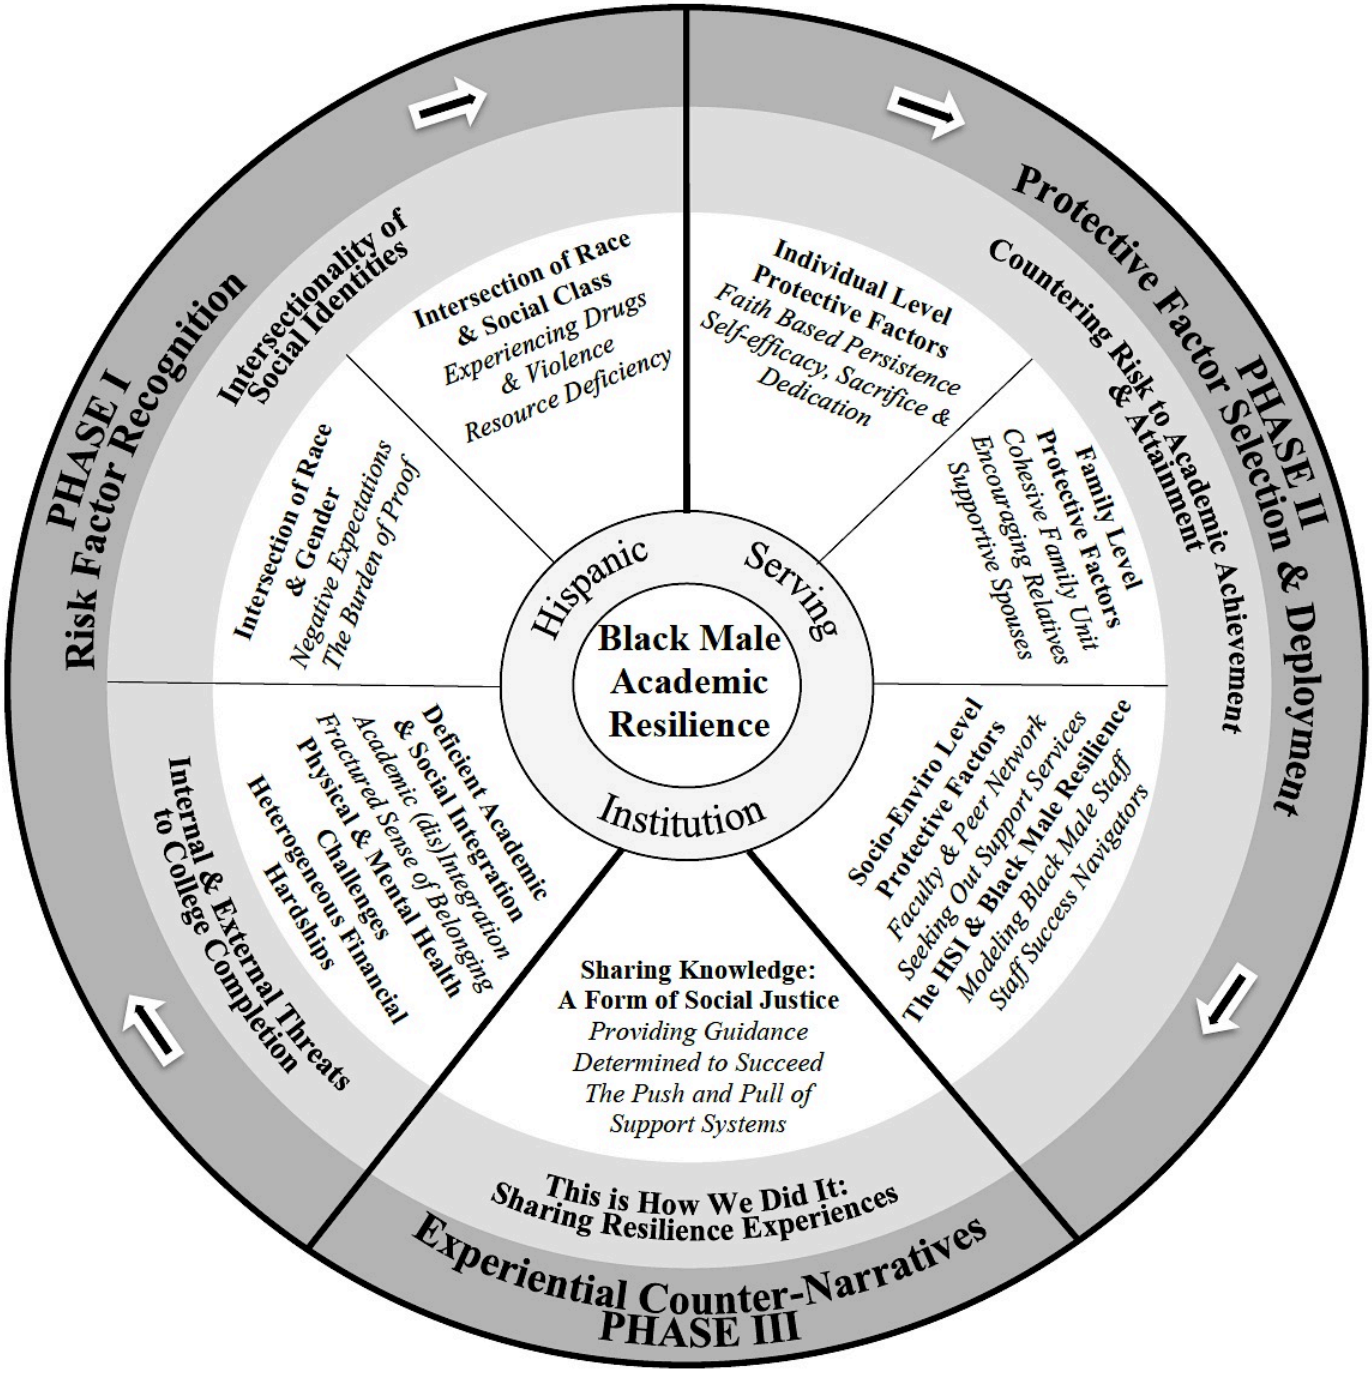 PHASE I
Risk Factor Recognition
Intersectionality of
Social Identities
Intersection of Race
& Social Class
Experiencing Drugs
& Violence
Resource Deficiency
Intersection of Race
& Gender
Negative Expectations
The Burden of Proof
Internal & External Threats
to College Completion
Deficient Academic
& Social Integration
Academic (dis)Integration
Fractured Sense of Belonging
Physical & Mental Health
Challenges
Heterogeneous Financial
Hardships
PHASE II
Protective Factor Selection & Deployment
Countering Risk to Academic Achievement
& Attainment
Individual Level
Protective Factors
Faith Based Persistence
Self-efficacy, Sacrifice &
Dedication
Family Level
Protective Factors
Cohesive Family Unit
Encouraging Relatives
Supportive Spouses
Socio-Enviro Level
Protective Factors
Faculty & Peer Network
Seeking Out Support Services
The HSI & Black Male Resilience
Modeling Black Male Staff
Staff Success Navigators
Hispanic
Serving
Institution
Black Male
Academic
Resilience
Sharing Knowledge:
A Form of Social Justice
Providing Guidance
Determined to Succeed
The Push and Pull of
Support Systems
This is How We Did It:
Sharing Resilience Experiences
Experiential Counter-Narratives
PHASE III